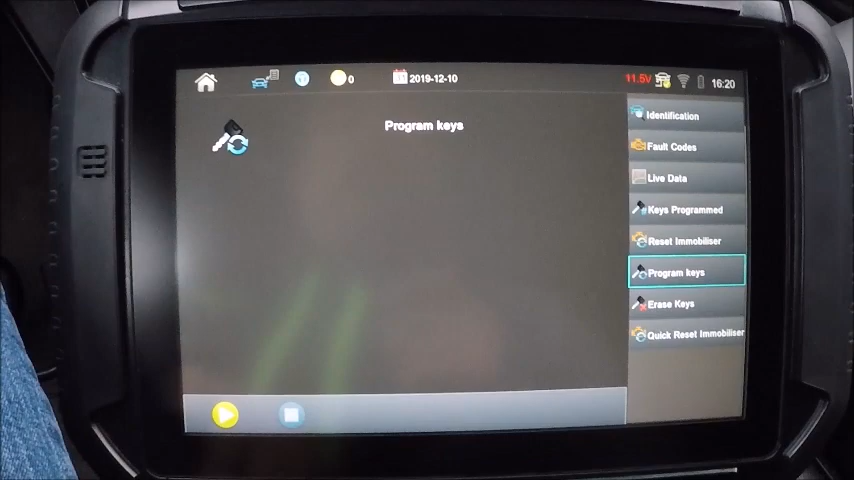 0
2019-12-10
11.5V
16:20
Program keys
Identification
Fault Codes
Live Data
Keys Programmed
Reset Immobiliser
Program keys
Erase Keys
Quick Reset Immobiliser